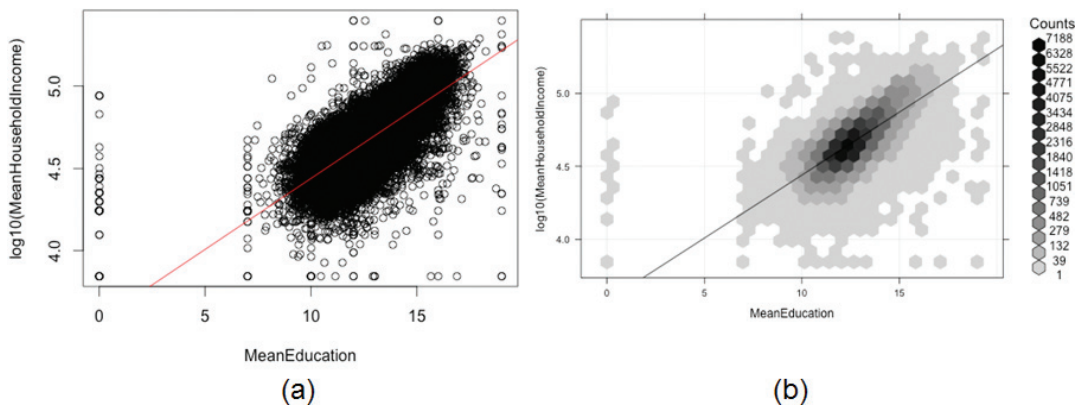 log10(MeanHouseholdIncome)
5.0
4.5
4.0
0 5 10 15
MeanEducation
(a)
log10(MeanHouseholdIncome)
5.0
4.5
4.0
0 5 10 15
MeanEducation
(b)
Counts
7188
6328
5522
4771
4075
3434
2848
2316
1840
1418
1051
739
482
279
132
39
1